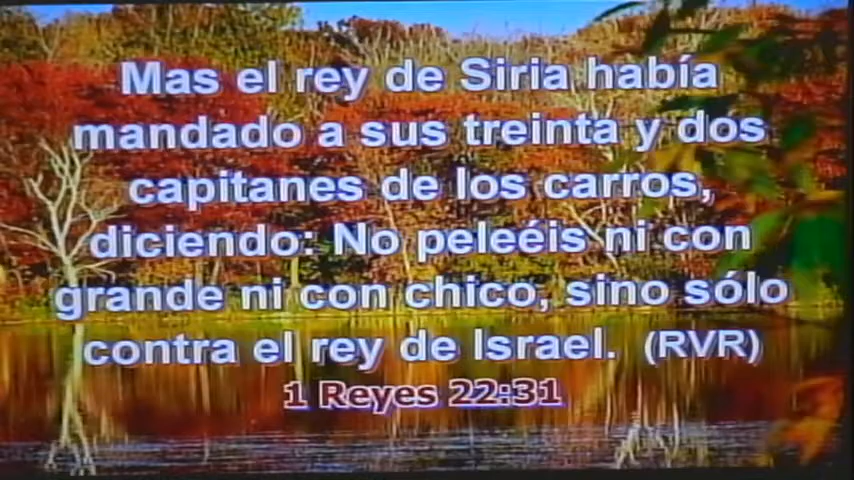 Mas el rey de Siria había
mandado a sus treinta y dos
capitanes de los carros,
diciendo: No peleéis ni con
grande ni con chico, sino sólo
contra el rey de Israel. (RVR)
1 Reyes 22:31